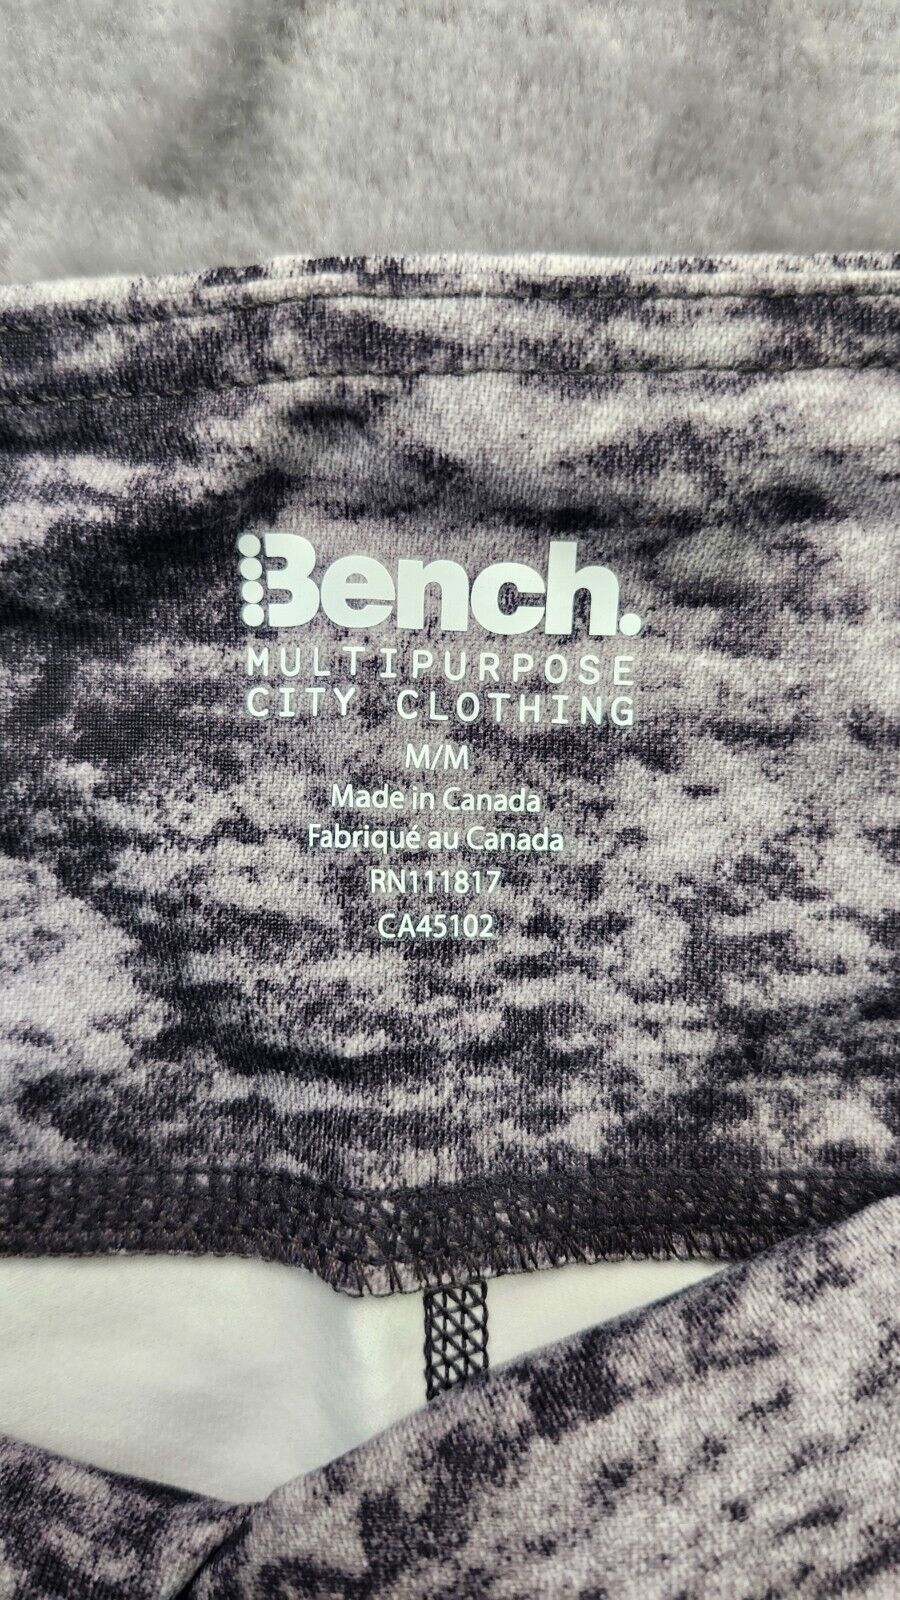 Bench.
MULTIPURPOSE
CITY CLOTHING
M/M
Made in Canada
Fabriqué au Canada
RN111817
CA45102